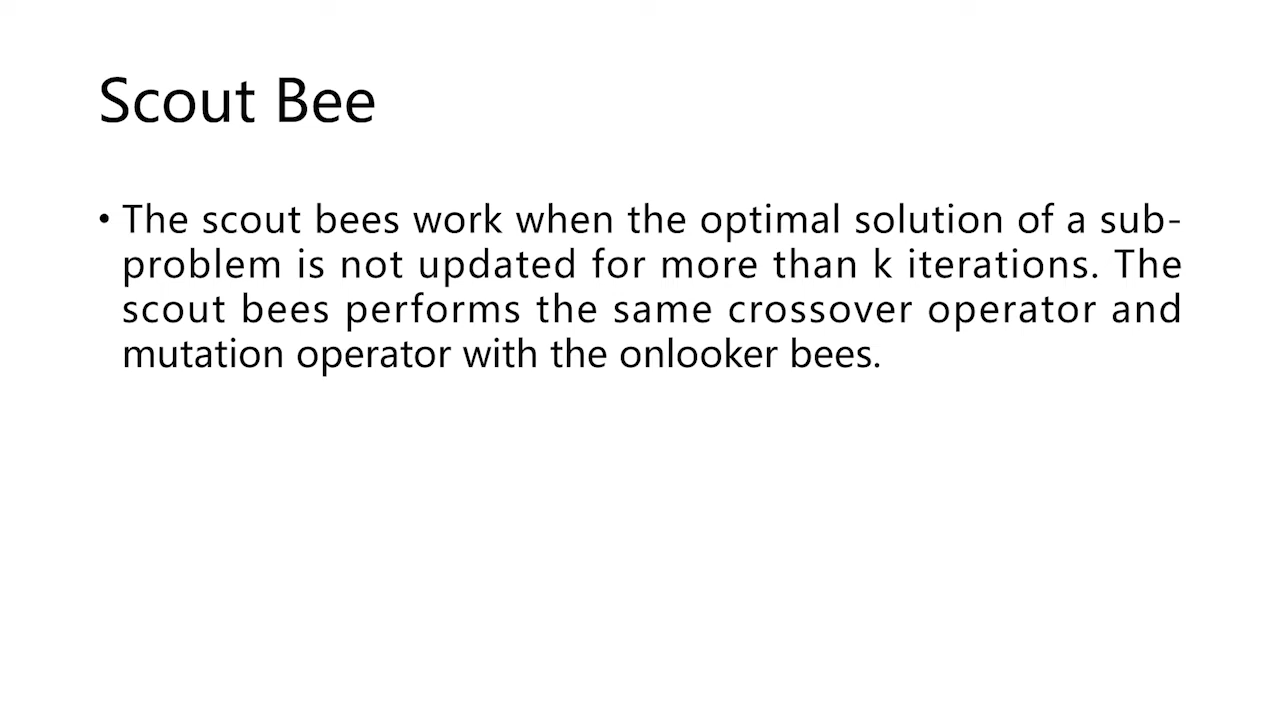 Scout Bee
• The scout bees work when the optimal solution of a sub-
problem is not updated for more than k iterations. The
scout bees performs the same crossover operator and
mutation operator with the onlooker bees.